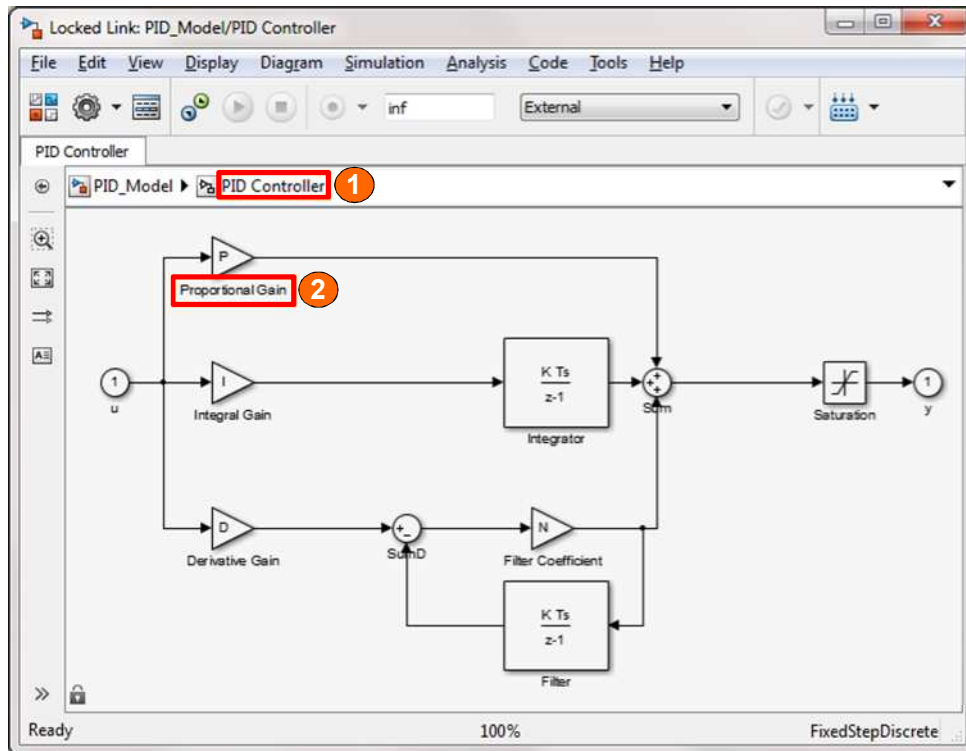 Locked Link: PID_Model/PID Controller
File Edit View Display Diagram Simulation Analysis Code Tools Help
inf External
PID Controller
PID_Model PID Controller 1
P
Proportional Gain 2
1
u
I
Integral Gain
K Ts
z-1
Integrator
Sum
Saturation
1
y
D
Derivative Gain
SumD
N
Filter Coefficient
K Ts
z-1
Filter
Ready 100% FixedStepDiscrete